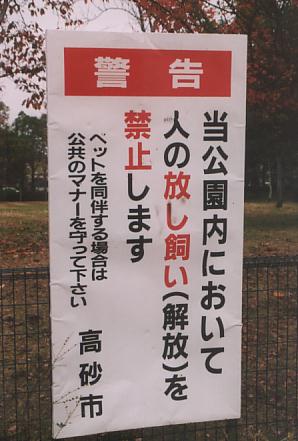 警告
当公園内において
人の放し飼い(解放)を
禁止します
ペットを同伴する場合は
公共のマナーを守って下さい
高砂市